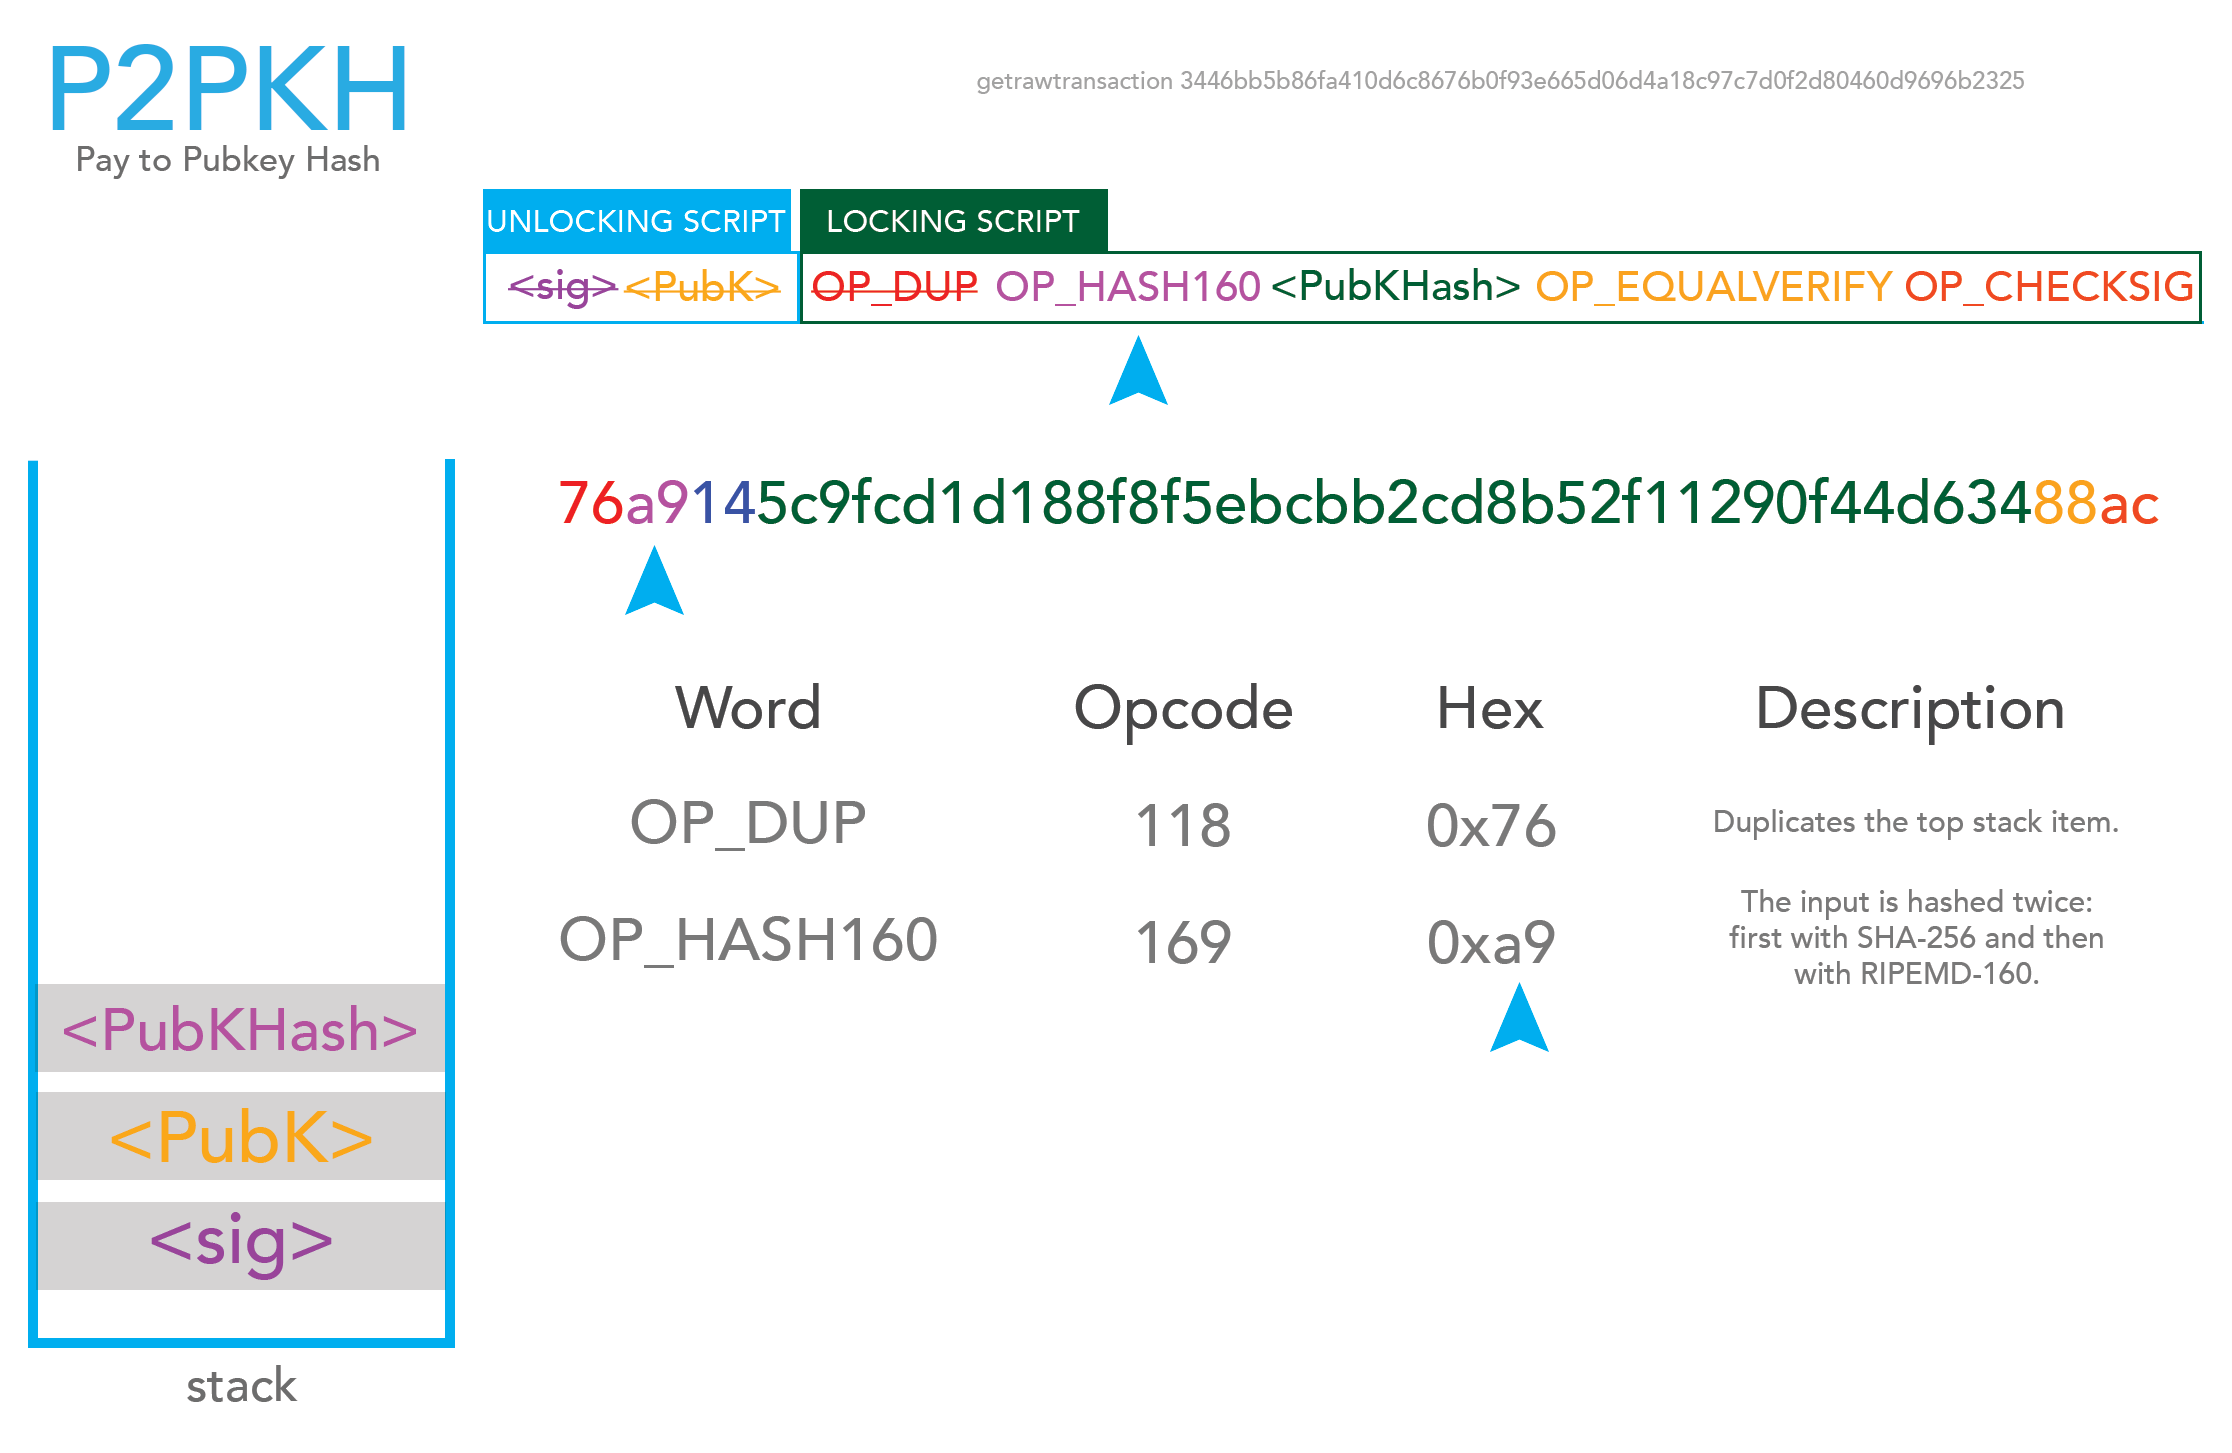 P2PKH
Pay to Pubkey Hash
getrawtransaction 3446bb5b86fa410d6c8676b0f93e665d06d4a18c97c7d0f2d80460d9696b2325
UNLOCKING SCRIPT LOCKING SCRIPT
<sig> <PubK> OP_DUP OP_HASH160 <PubKHash> OP_EQUALVERIFY OP_CHECKSIG
76a9145c9fcd1d188f8f5ebcbb2cd8b52f11290f44d63488ac
Word Opcode Hex Description
OP_DUP 118 0x76 Duplicates the top stack item.
OP_HASH160 169 0xa9 The input is hashed twice:
first with SHA-256 and then
with RIPEMD-160.
<PubKHash>
<PubK>
<sig>
stack